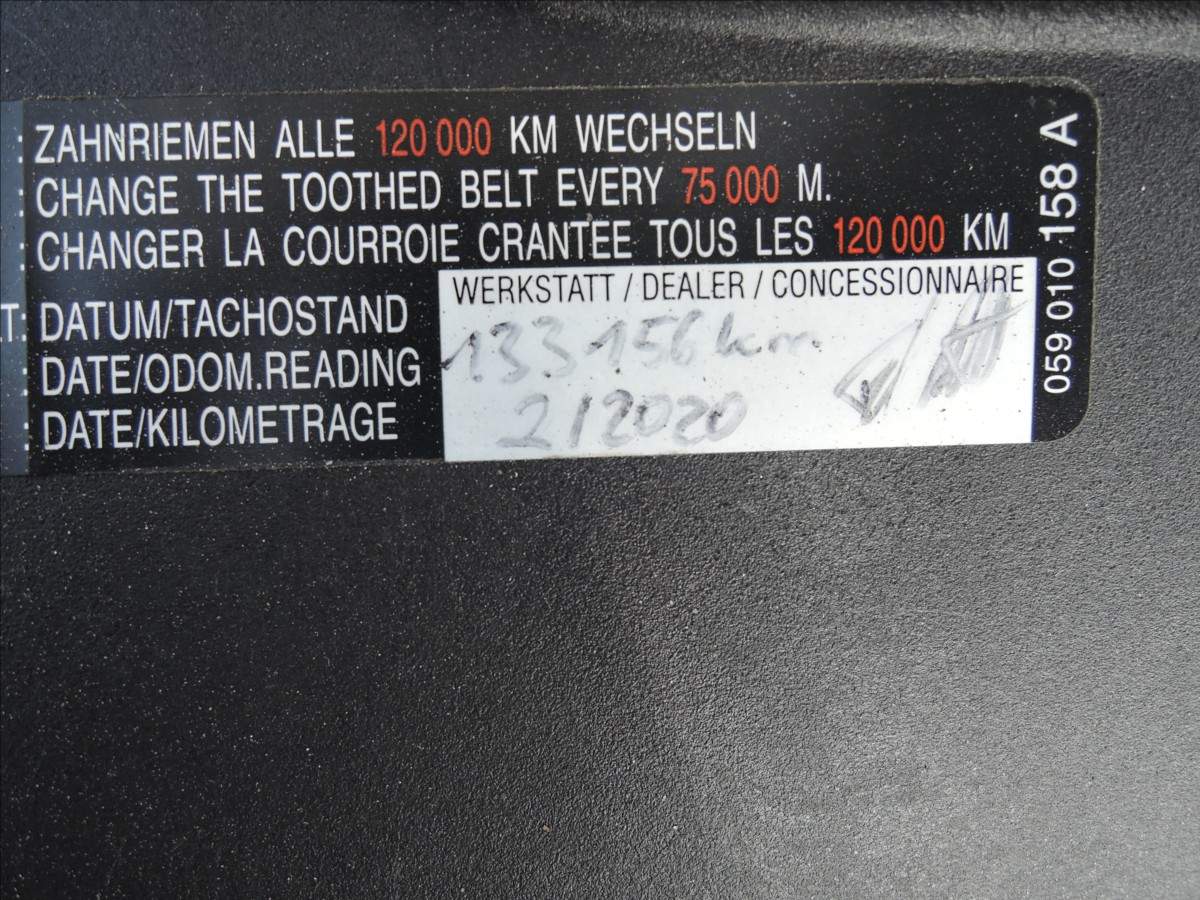 ZAHNRIEMEN ALLE 120 000 KM WECHSELN
CHANGE THE TOOTHED BELT EVERY 75 000 M.
CHANGER LA COURROIE CRANTEE TOUS LES 120 000 KM
WERKSTATT / DEALER / CONCESSIONNAIRE
T.: DATUM/TACHOSTAND
DATE/ODOM.READING
DATE/KILOMETRAGE
133156 km
2/2020
059 010 158 A